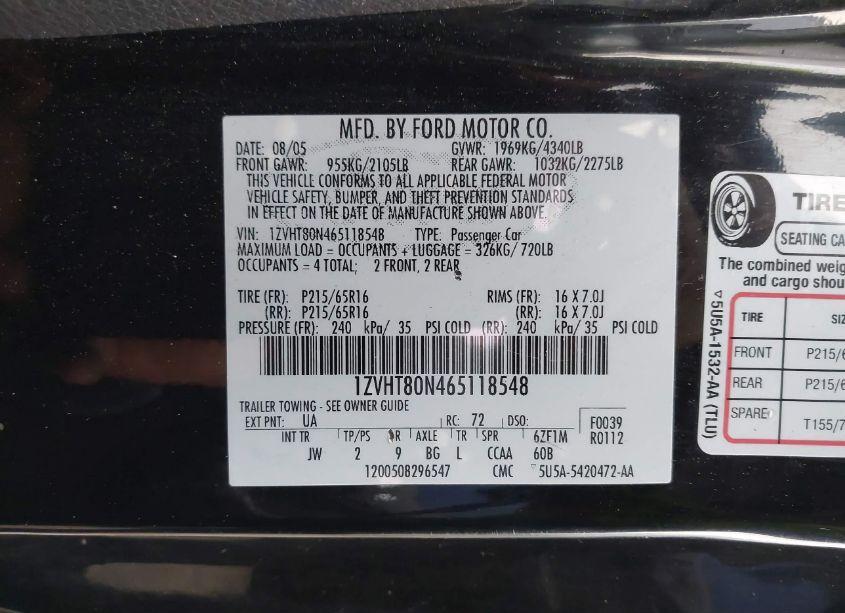 MFD. BY FORD MOTOR CO.
DATE: 08/05 GVWR: 1969KG/4340LB
FRONT GAWR: 955KG/2105LB REAR GAWR: 1032KG/2275LB
THIS VEHICLE CONFORMS TO ALL APPLICABLE FEDERAL MOTOR
VEHICLE SAFETY, BUMPER, AND THEFT PREVENTION STANDARDS
IN EFFECT ON THE DATE OF MANUFACTURE SHOWN ABOVE.
VIN: 1ZVHT80N465118548 TYPE: Passenger Car
MAXIMUM LOAD = OCCUPANTS + LUGGAGE = 326KG/720LB
OCCUPANTS = 4 TOTAL; 2 FRONT, 2 REAR
TIRE (FR): P215/65R16 RIMS (FR): 16 X 7.0J
(RR): P215/65R16 (RR): 16 X 7.0J
PRESSURE (FR): 240 kPa/ 35 PSI COLD (RR): 240 kPa/ 35 PSI COLD
1ZVHT80N465118548
TRAILER TOWING - SEE OWNER GUIDE
EXT PNT: UA RC: 72 DSO: F0039
INT TR TP/PS R AXLE TR SPR 6ZF1M R0112
JW 2 9 BG L CCAA 60B
1200508296547 CMC ▽5U5A-5420472-AA
TIRE
SEATING CA
The combined weig
and cargo shou
TIRE SIZ
FRONT P215/6
REAR P215/6
SPARE T155/7
▽5U5A-1532-AA (TLU)